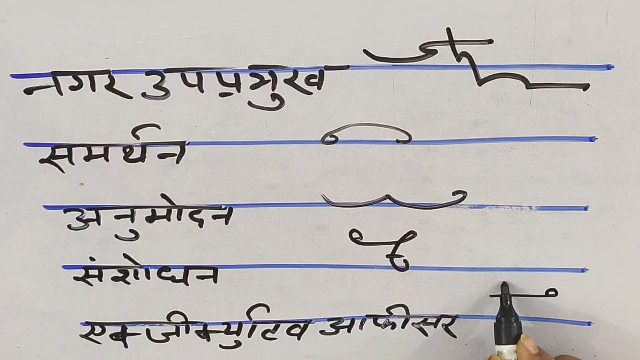 नगर उपप्रमुख
समर्थन
अनुमोदन
संशोधन
एक्जीक्युटिव आफीसर